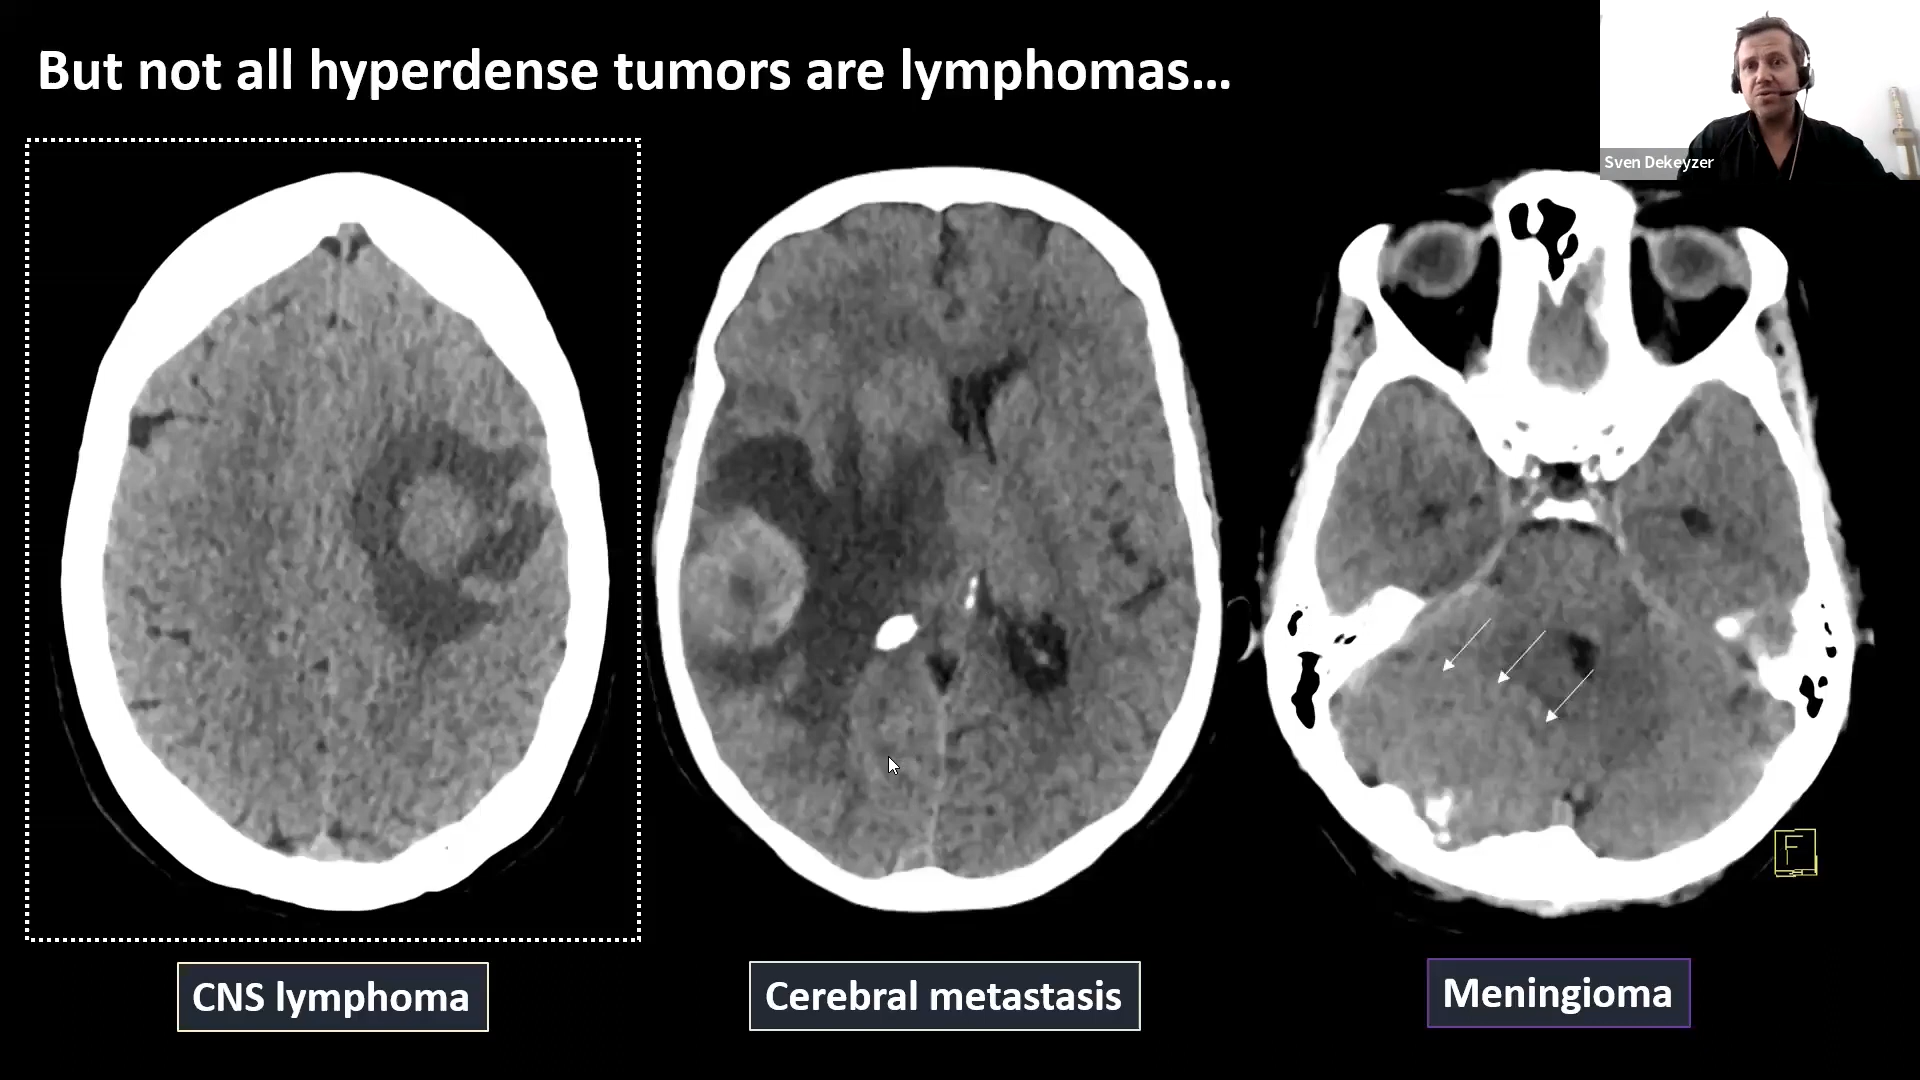 But not all hyperdense tumors are lymphomas...
Sven Dekeyzer
F
CNS lymphoma
Cerebral metastasis
Meningioma